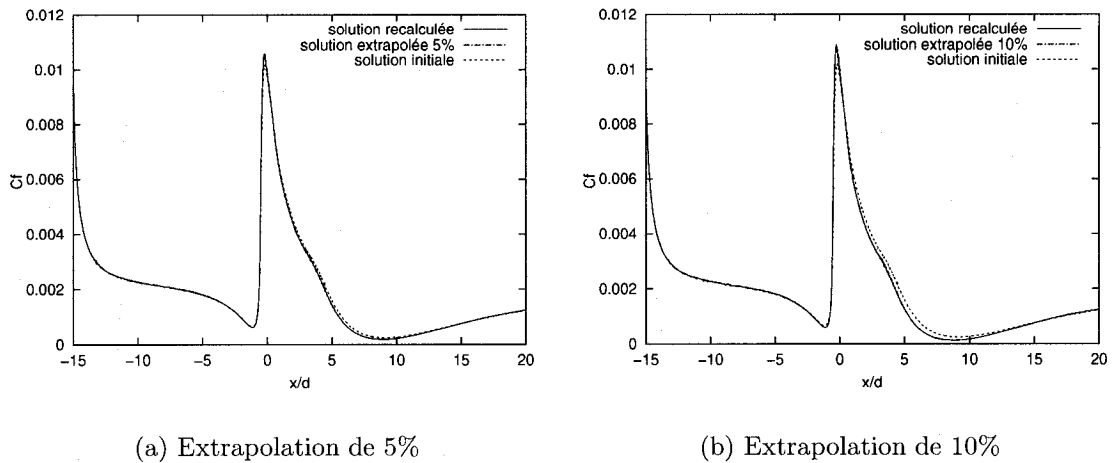 0.012
solution recalculée
solution extrapolée 5%
solution initiale
0.01
0.008
Cf
0.006
0.004
0.002
0
-15 -10 -5 0 5 10 15 20
x/d
(a) Extrapolation de 5%
0.012
solution recalculée
solution extrapolée 10%
solution initiale
0.01
0.008
Cf
0.006
0.004
0.002
0
-15 -10 -5 0 5 10 15 20
x/d
(b) Extrapolation de 10%